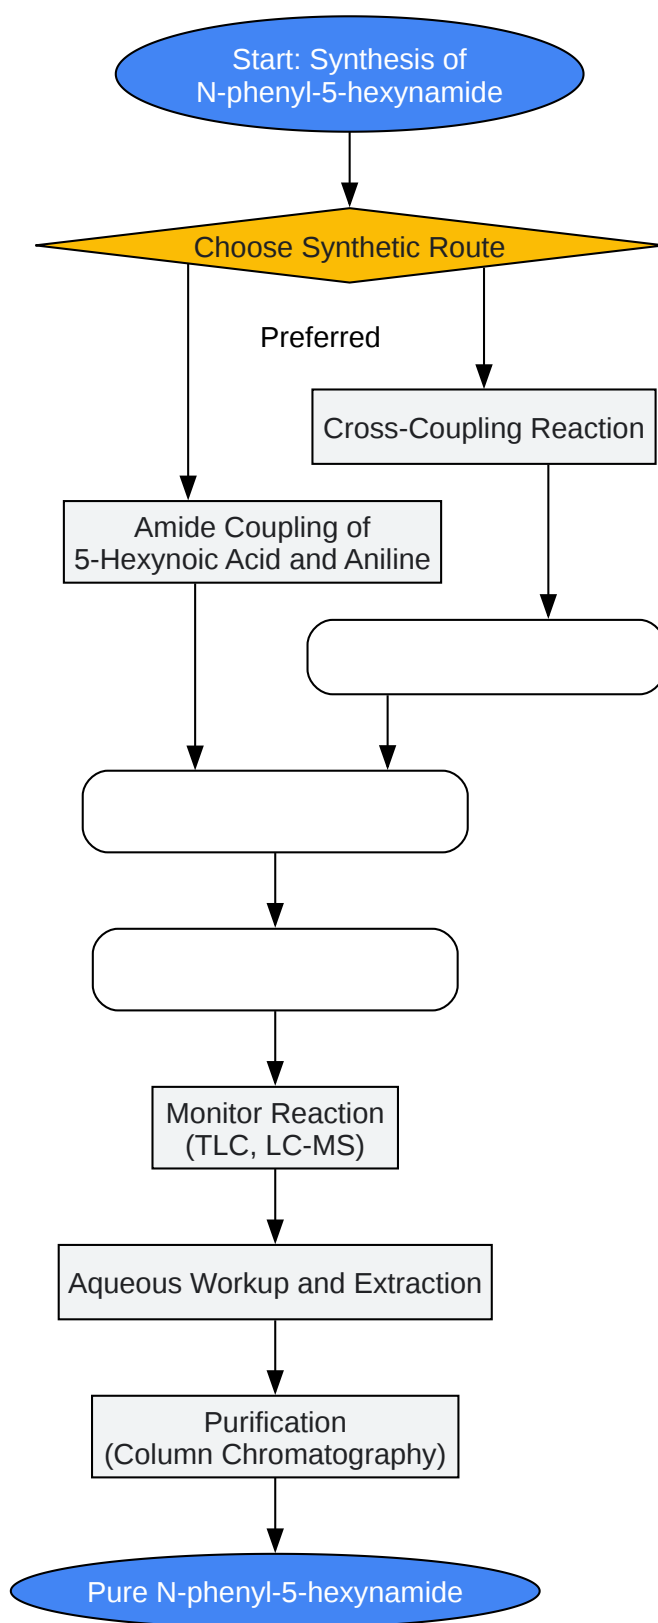 Start: Synthesis of
N-phenyl-5-hexynamide
Choose Synthetic Route
Preferred
Cross-Coupling Reaction
Amide Coupling of
5-Hexynoic Acid and Aniline
Monitor Reaction
(TLC, LC-MS)
Aqueous Workup and Extraction
Purification
(Column Chromatography)
Pure N-phenyl-5-hexynamide